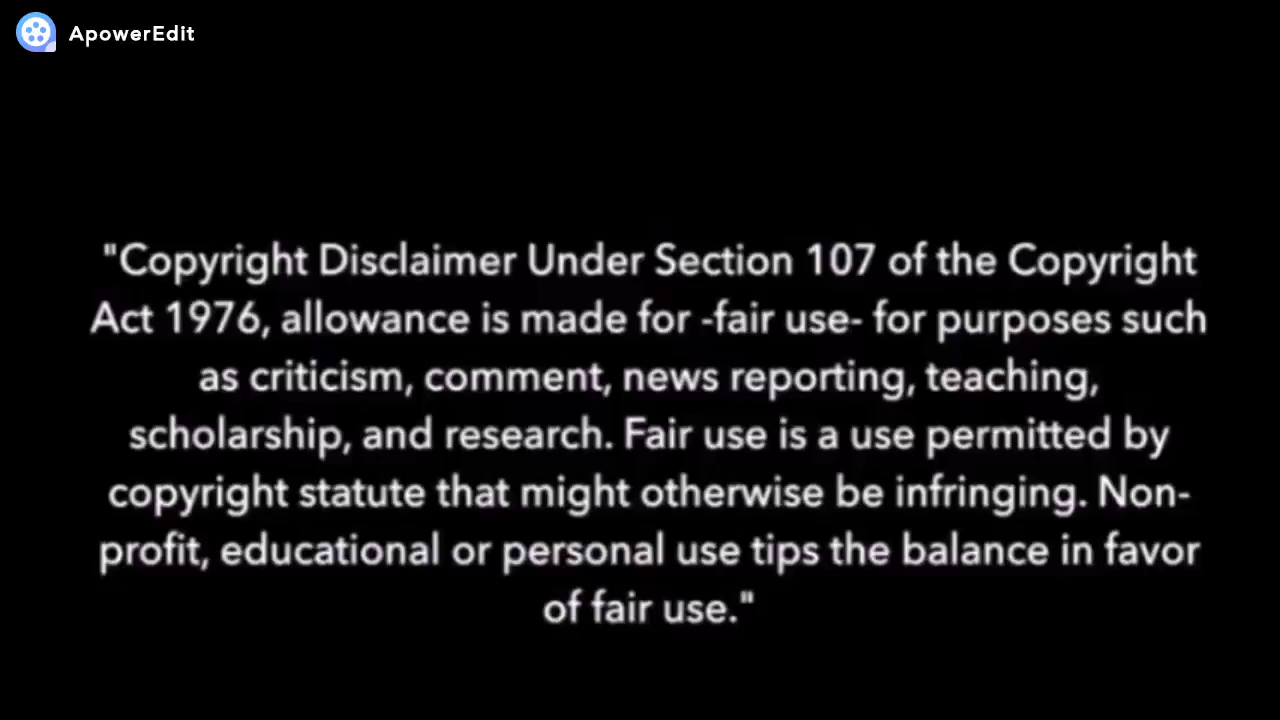 ApowerEdit
"Copyright Disclaimer Under Section 107 of the Copyright
Act 1976, allowance is made for -fair use- for purposes such
as criticism, comment, news reporting, teaching,
scholarship, and research. Fair use is a use permitted by
copyright statute that might otherwise be infringing. Non-
profit, educational or personal use tips the balance in favor
of fair use."